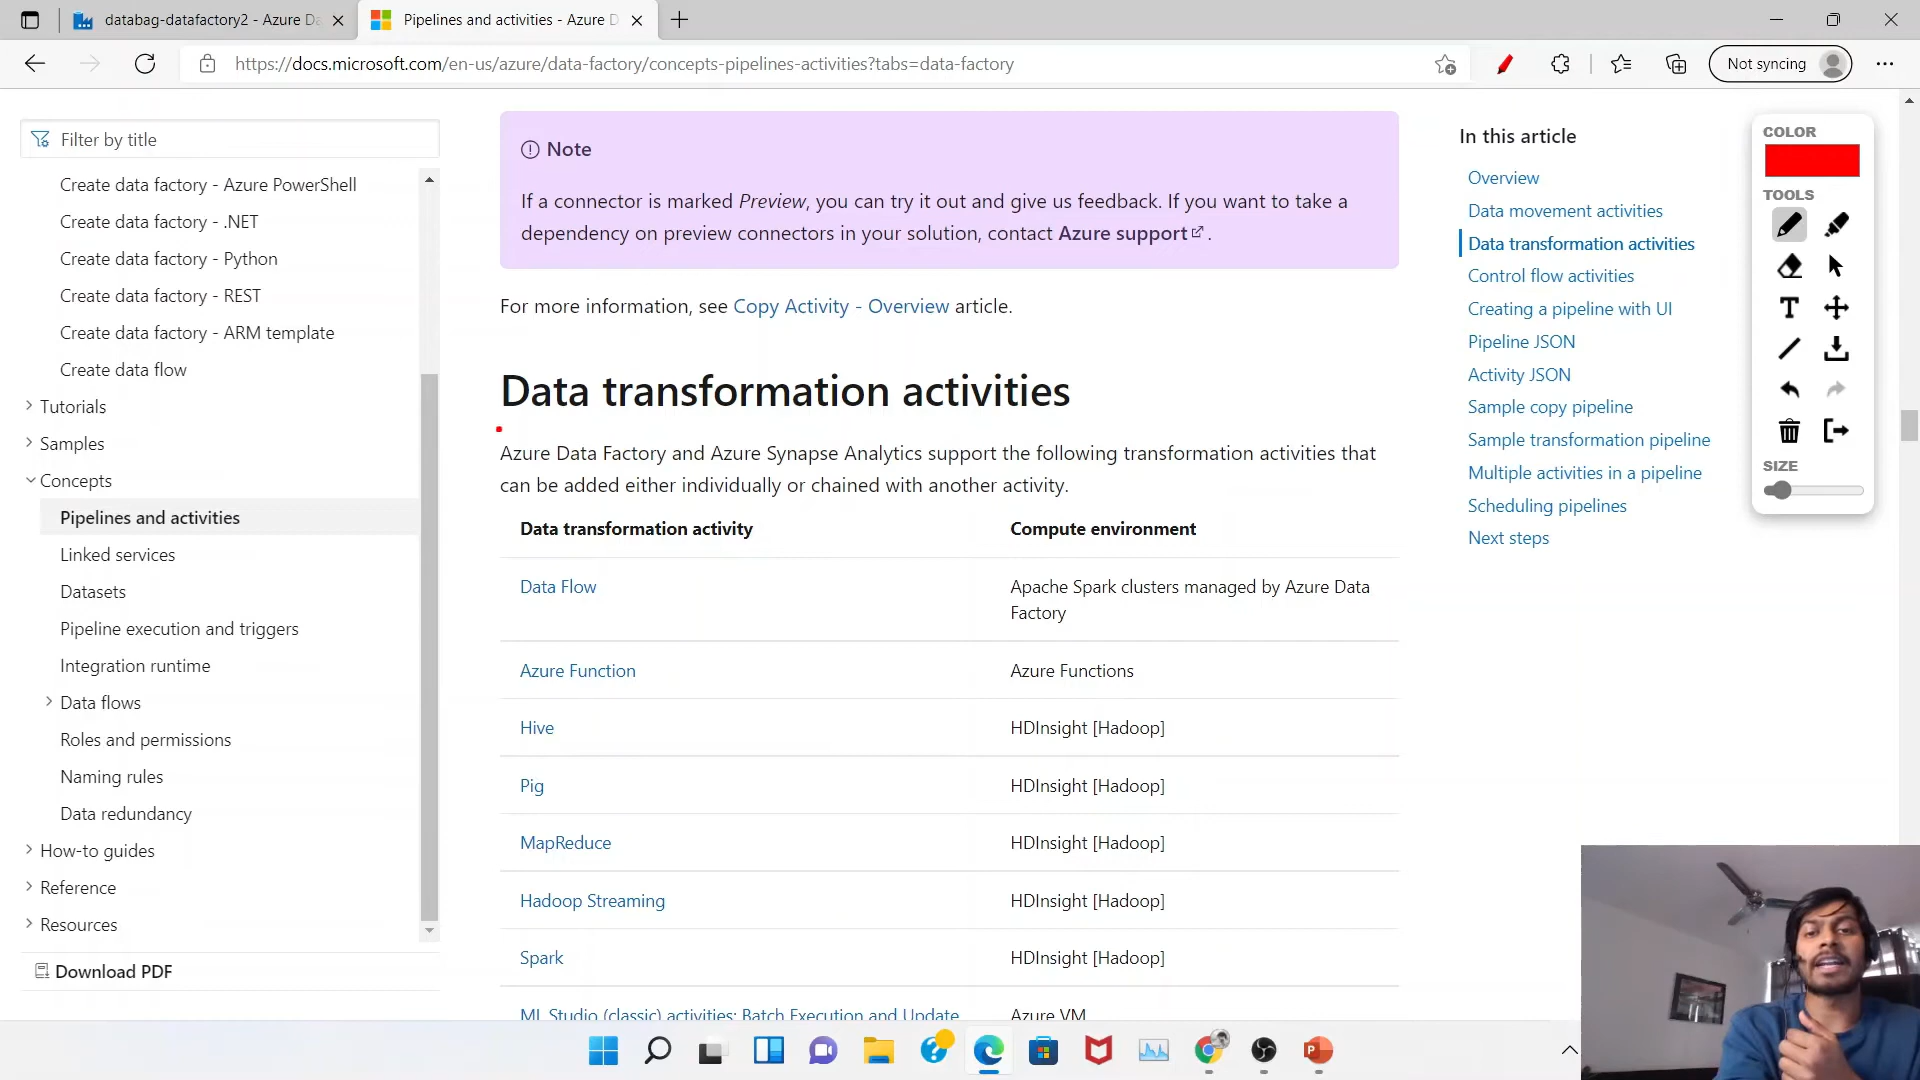 databag-datafactory2 - Azure Da
Pipelines and activities - Azure D
https://docs.microsoft.com/en-us/azure/data-factory/concepts-pipelines-activities?tabs=data-factory
Not syncing
Filter by title
Create data factory - Azure PowerShell
Create data factory - .NET
Create data factory - Python
Create data factory - REST
Create data factory - ARM template
Create data flow
Tutorials
Samples
Concepts
Pipelines and activities
Linked services
Datasets
Pipeline execution and triggers
Integration runtime
Data flows
Roles and permissions
Naming rules
Data redundancy
How-to guides
Reference
Resources
Download PDF
Note
If a connector is marked Preview, you can try it out and give us feedback. If you want to take a
dependency on preview connectors in your solution, contact Azure support.
For more information, see Copy Activity - Overview article.
Data transformation activities
Azure Data Factory and Azure Synapse Analytics support the following transformation activities that
can be added either individually or chained with another activity.
Data transformation activity Compute environment
Data Flow Apache Spark clusters managed by Azure Data
Factory
Azure Function Azure Functions
Hive HDInsight [Hadoop]
Pig HDInsight [Hadoop]
MapReduce HDInsight [Hadoop]
Hadoop Streaming HDInsight [Hadoop]
Spark HDInsight [Hadoop]
ML Studio (classic) activities: Batch Execution and Update Azure VM
In this article
Overview
Data movement activities
Data transformation activities
Control flow activities
Creating a pipeline with UI
Pipeline JSON
Activity JSON
Sample copy pipeline
Sample transformation pipeline
Multiple activities in a pipeline
Scheduling pipelines
Next steps
COLOR
TOOLS
T
SIZE